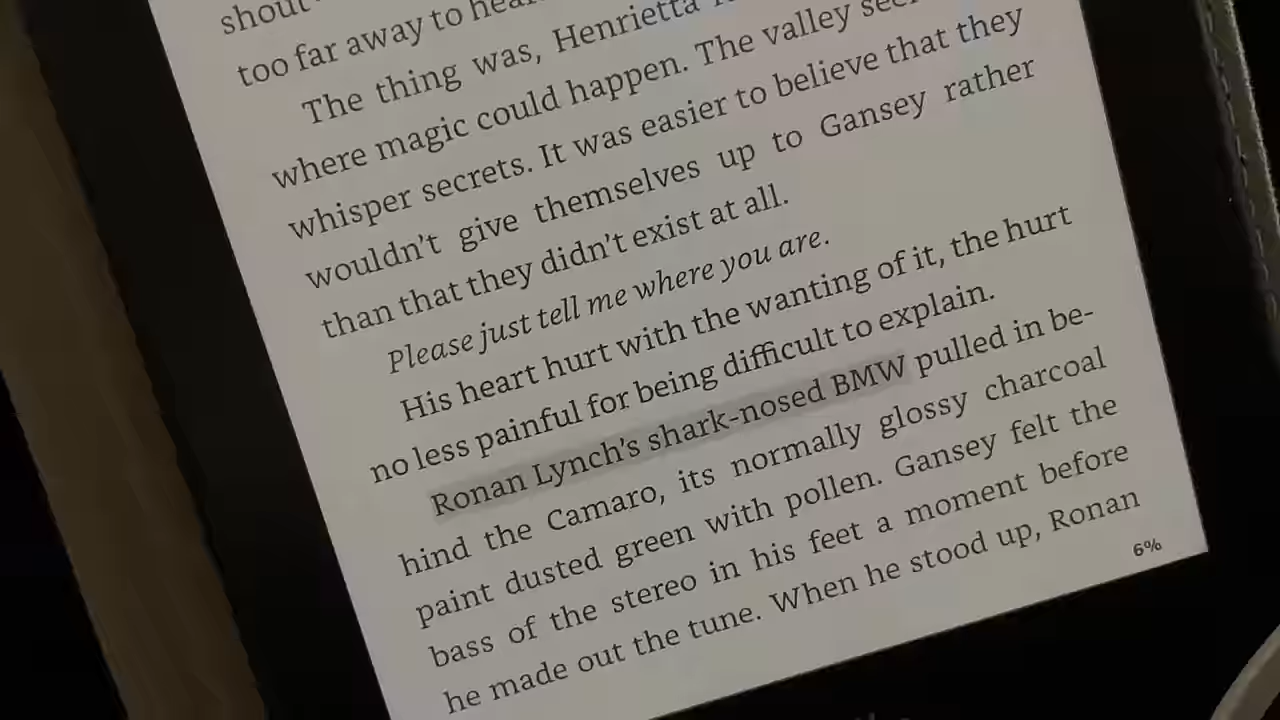 shout
too far away to hear
The thing was, Henrietta
where magic could happen. The valley
whisper secrets. It was easier to believe that they
wouldn't give themselves up to Gansey rather
than that they didn't exist at all.
Please just tell me where you are.
His heart hurt with the wanting of it, the hurt
no less painful for being difficult to explain.
Ronan Lynch's shark-nosed BMW pulled in be-
hind the Camaro, its normally glossy charcoal
paint dusted green with pollen. Gansey felt the
bass of the stereo in his feet a moment before
he made out the tune. When he stood up, Ronan
6%